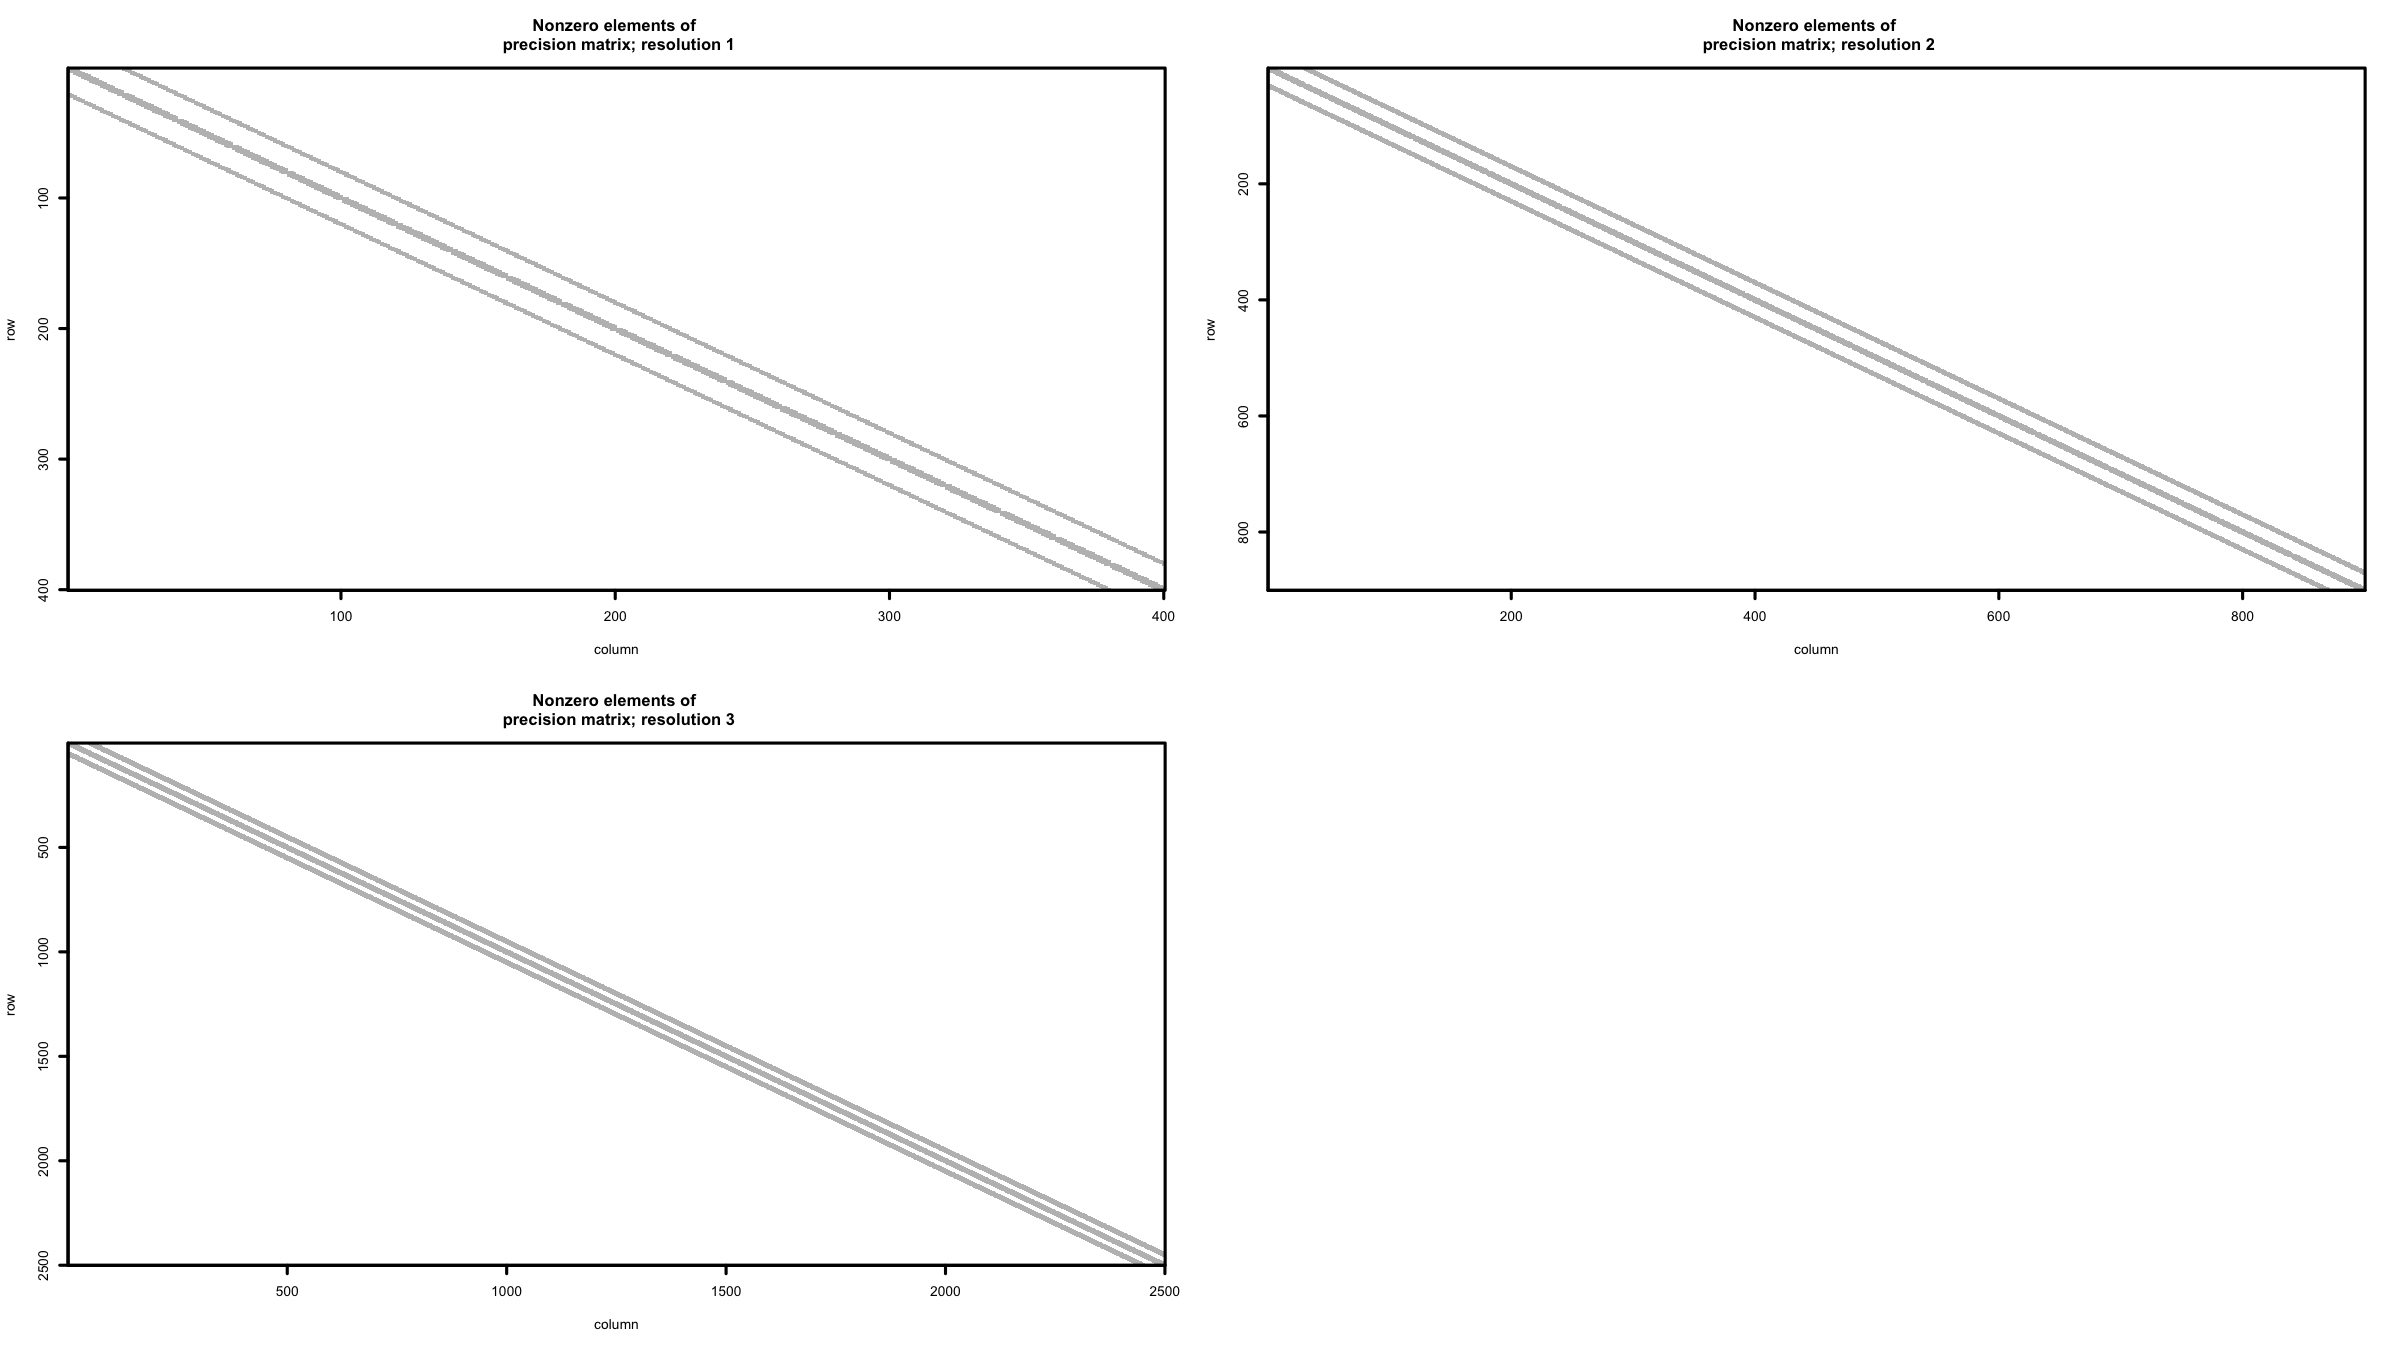 Nonzero elements of
precision matrix; resolution 1
row
100
200
300
400
100
200
300
400
column
Nonzero elements of
precision matrix; resolution 2
row
200
400
600
800
200
400
600
800
column
Nonzero elements of
precision matrix; resolution 3
row
500
1000
1500
2000
2500
500
1000
1500
2000
2500
column